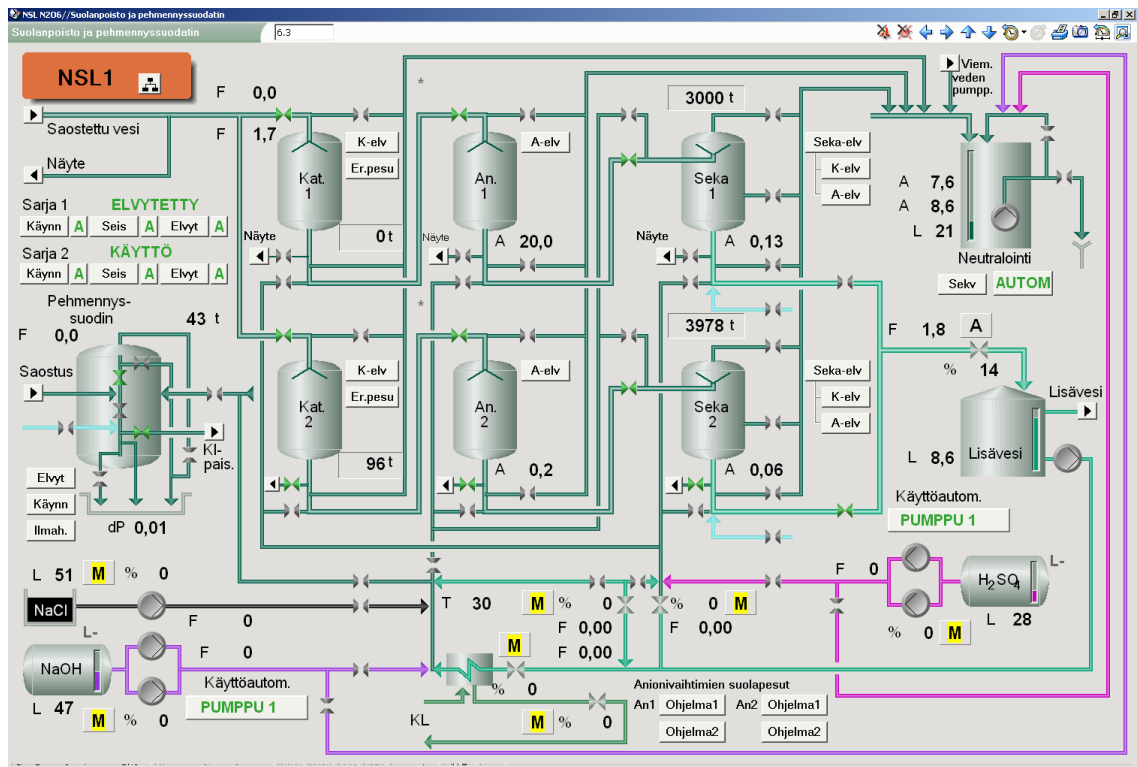 NSL N206//Suolanpoisto ja pehmennyssuodatin
Suolanpoisto ja pehmennyssuodatin
6.3
NSL1
F 0,0
F 1,7
Saostettu vesi
Näyte
Sarja 1 ELVYTETTY
Käynn A Seis A Elvyt A
Sarja 2 KÄYTTÖ
Käynn A Seis A Elvyt A
*
Kat.
1
K-elv
Er.pesu
0 t
Näyte
An.
1
A-elv
Näyte
A 20,0
3000 t
Seka
1
Seka-elv
K-elv
A-elv
Näyte
A 0,13
Viem.
veden
pumpp.
A 7,6
A 8,6
L 21
Neutralointi
Sekv AUTOM
Pehmennys-
suodin
43 t
F 0,0
Saostus
Kl-
pais.
Elvyt
Käynn
Ilmah.
dP 0,01
*
Kat.
2
K-elv
Er.pesu
96 t
An.
2
A-elv
A 0,2
3978 t
Seka
2
Seka-elv
K-elv
A-elv
A 0,06
F 1,8 A
% 14
Lisävesi
Lisävesi
L 8,6
Käyttöautom.
PUMPPU 1
L 51 M % 0
NaCl
F 0
L-
NaOH
F 0
L 47 M % 0
Käyttöautom.
PUMPPU 1
T 30 M % 0
F 0,00
F 0,00
% 0 M
F 0,00
M
% 0
M % 0
KL
F 0
L-
H2SO4
L 28
% 0 M
Anionivaihtimien suolapesut
An1 Ohjelma1 An2 Ohjelma1
Ohjelma2 Ohjelma2